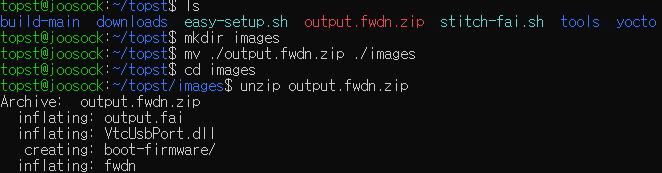 topst@joosock:~/topst$ ls
build-main downloads easy-setup.sh output.fwdn.zip stitch-fai.sh tools yocto
topst@joosock:~/topst$ mkdir images
topst@joosock:~/topst$ mv ./output.fwdn.zip ./images
topst@joosock:~/topst$ cd images
topst@joosock:~/topst/images$ unzip output.fwdn.zip
Archive:  output.fwdn.zip
  inflating: output.fai
  inflating: VtcUsbPort.dll
   creating: boot-firmware/
  inflating: fwdn